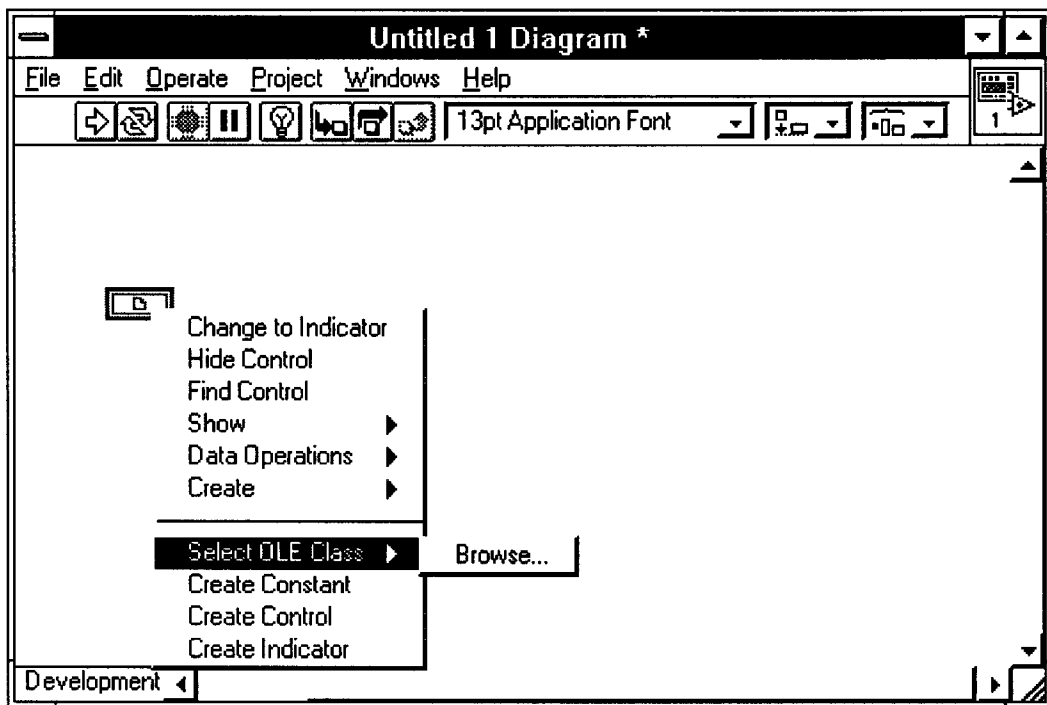 Untitled 1 Diagram *
File Edit Operate Project Windows Help
13pt Application Font
1
Change to Indicator
Hide Control
Find Control
Show
Data Operations
Create
Select OLE Class Browse...
Create Constant
Create Control
Create Indicator
Development